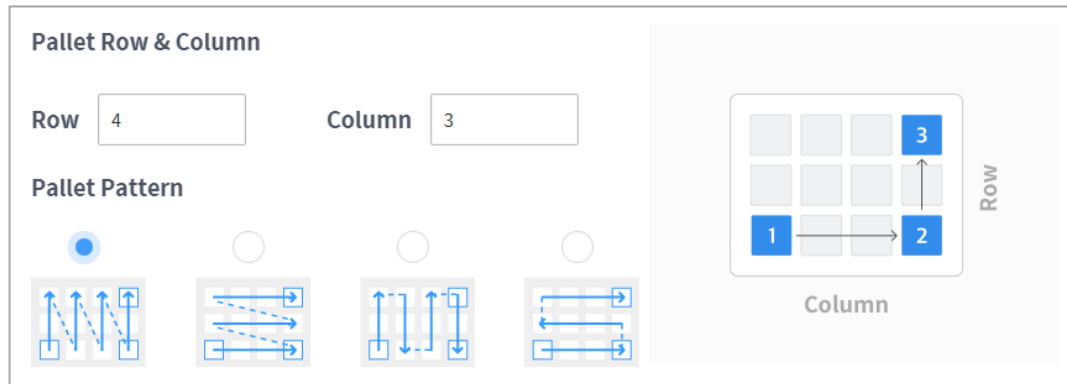 Pallet Row & Column
Row 4 Column 3
Pallet Pattern
3
Row
1 2
Column